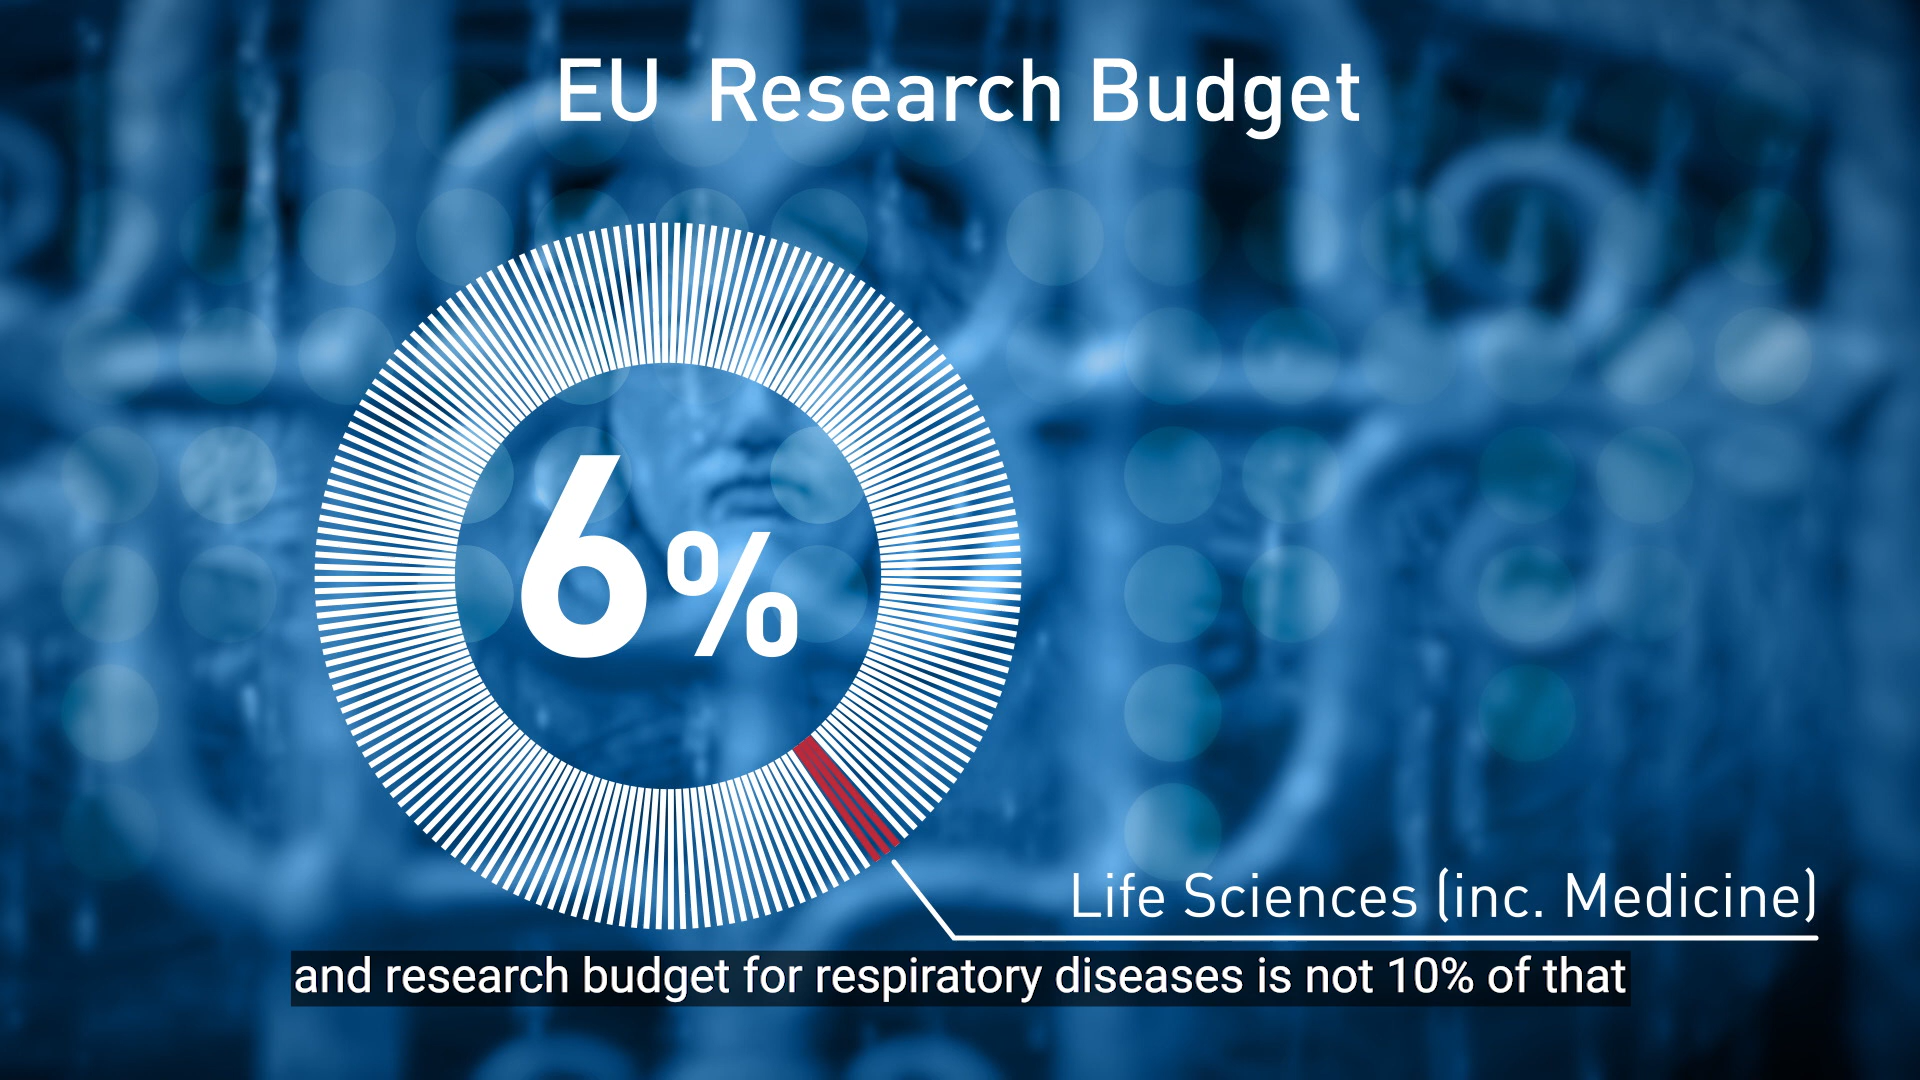 EU Research Budget
6%
Life Sciences (inc. Medicine)
and research budget for respiratory diseases is not 10% of that